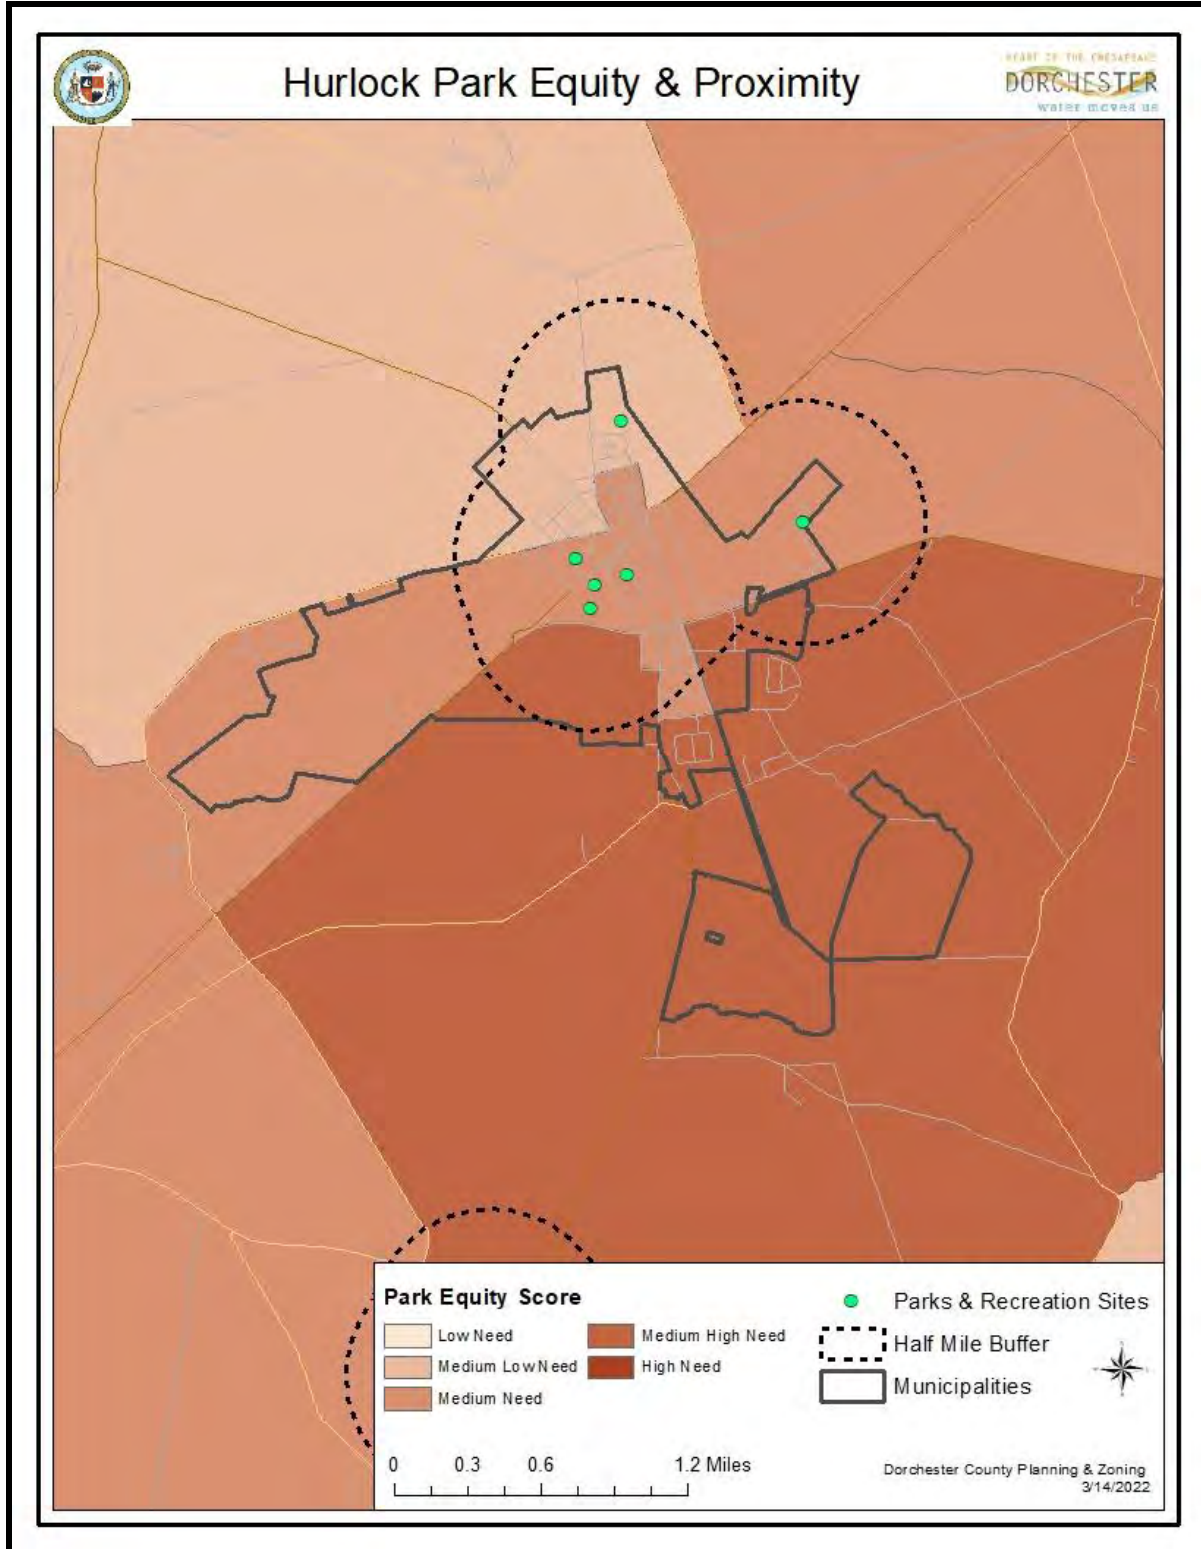 Hurlock Park Equity & Proximity
HEART OF THE CHESAPEAKE
DORCHESTER
water moves us
Park Equity Score
Low Need
Medium Low Need
Medium Need
Medium High Need
High Need
Parks & Recreation Sites
Half Mile Buffer
Municipalities
0 0.3 0.6 1.2 Miles
Dorchester County Planning & Zoning
3/14/2022